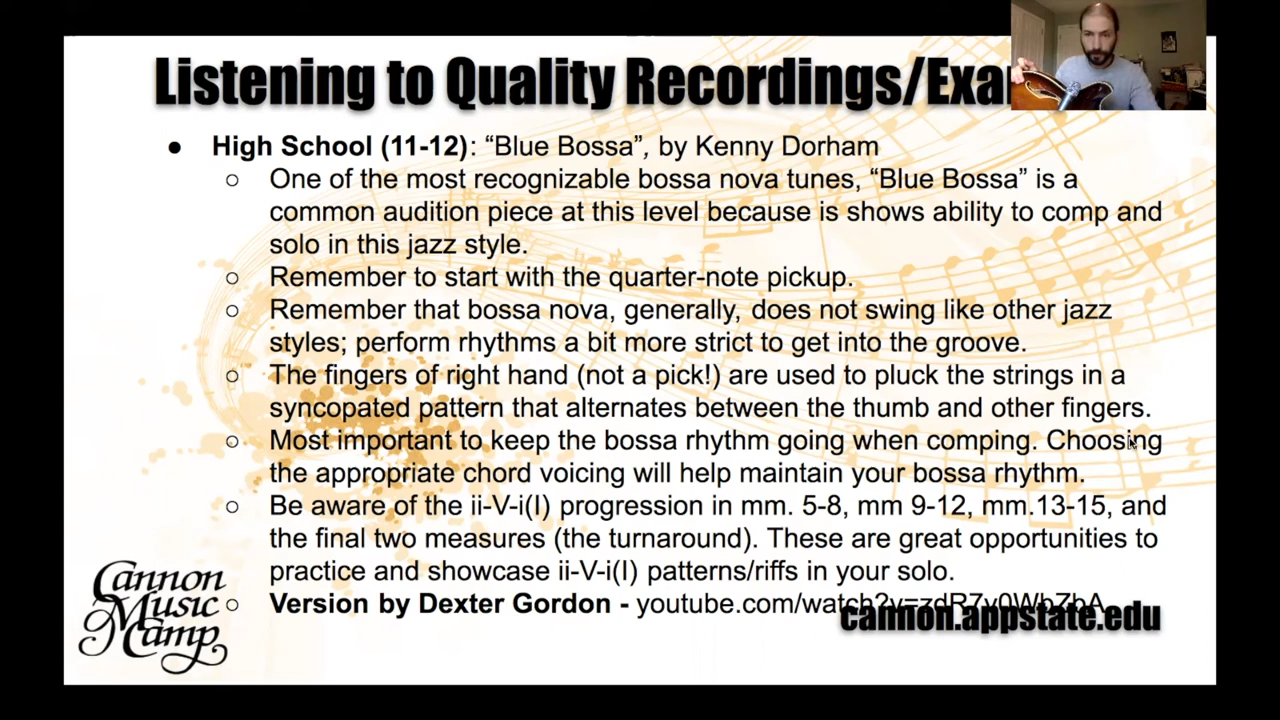 Listening to Quality Recordings/Exa
● High School (11-12): “Blue Bossa”, by Kenny Dorham
○ One of the most recognizable bossa nova tunes, “Blue Bossa” is a
common audition piece at this level because is shows ability to comp and
solo in this jazz style.
○ Remember to start with the quarter-note pickup.
○ Remember that bossa nova, generally, does not swing like other jazz
styles; perform rhythms a bit more strict to get into the groove.
○ The fingers of right hand (not a pick!) are used to pluck the strings in a
syncopated pattern that alternates between the thumb and other fingers.
○ Most important to keep the bossa rhythm going when comping. Choosing
the appropriate chord voicing will help maintain your bossa rhythm.
○ Be aware of the ii-V-i(I) progression in mm. 5-8, mm 9-12, mm.13-15, and
the final two measures (the turnaround). These are great opportunities to
practice and showcase ii-V-i(I) patterns/riffs in your solo.
○ Version by Dexter Gordon -
cannon.appstate.edu
Cannon
Music
Camp